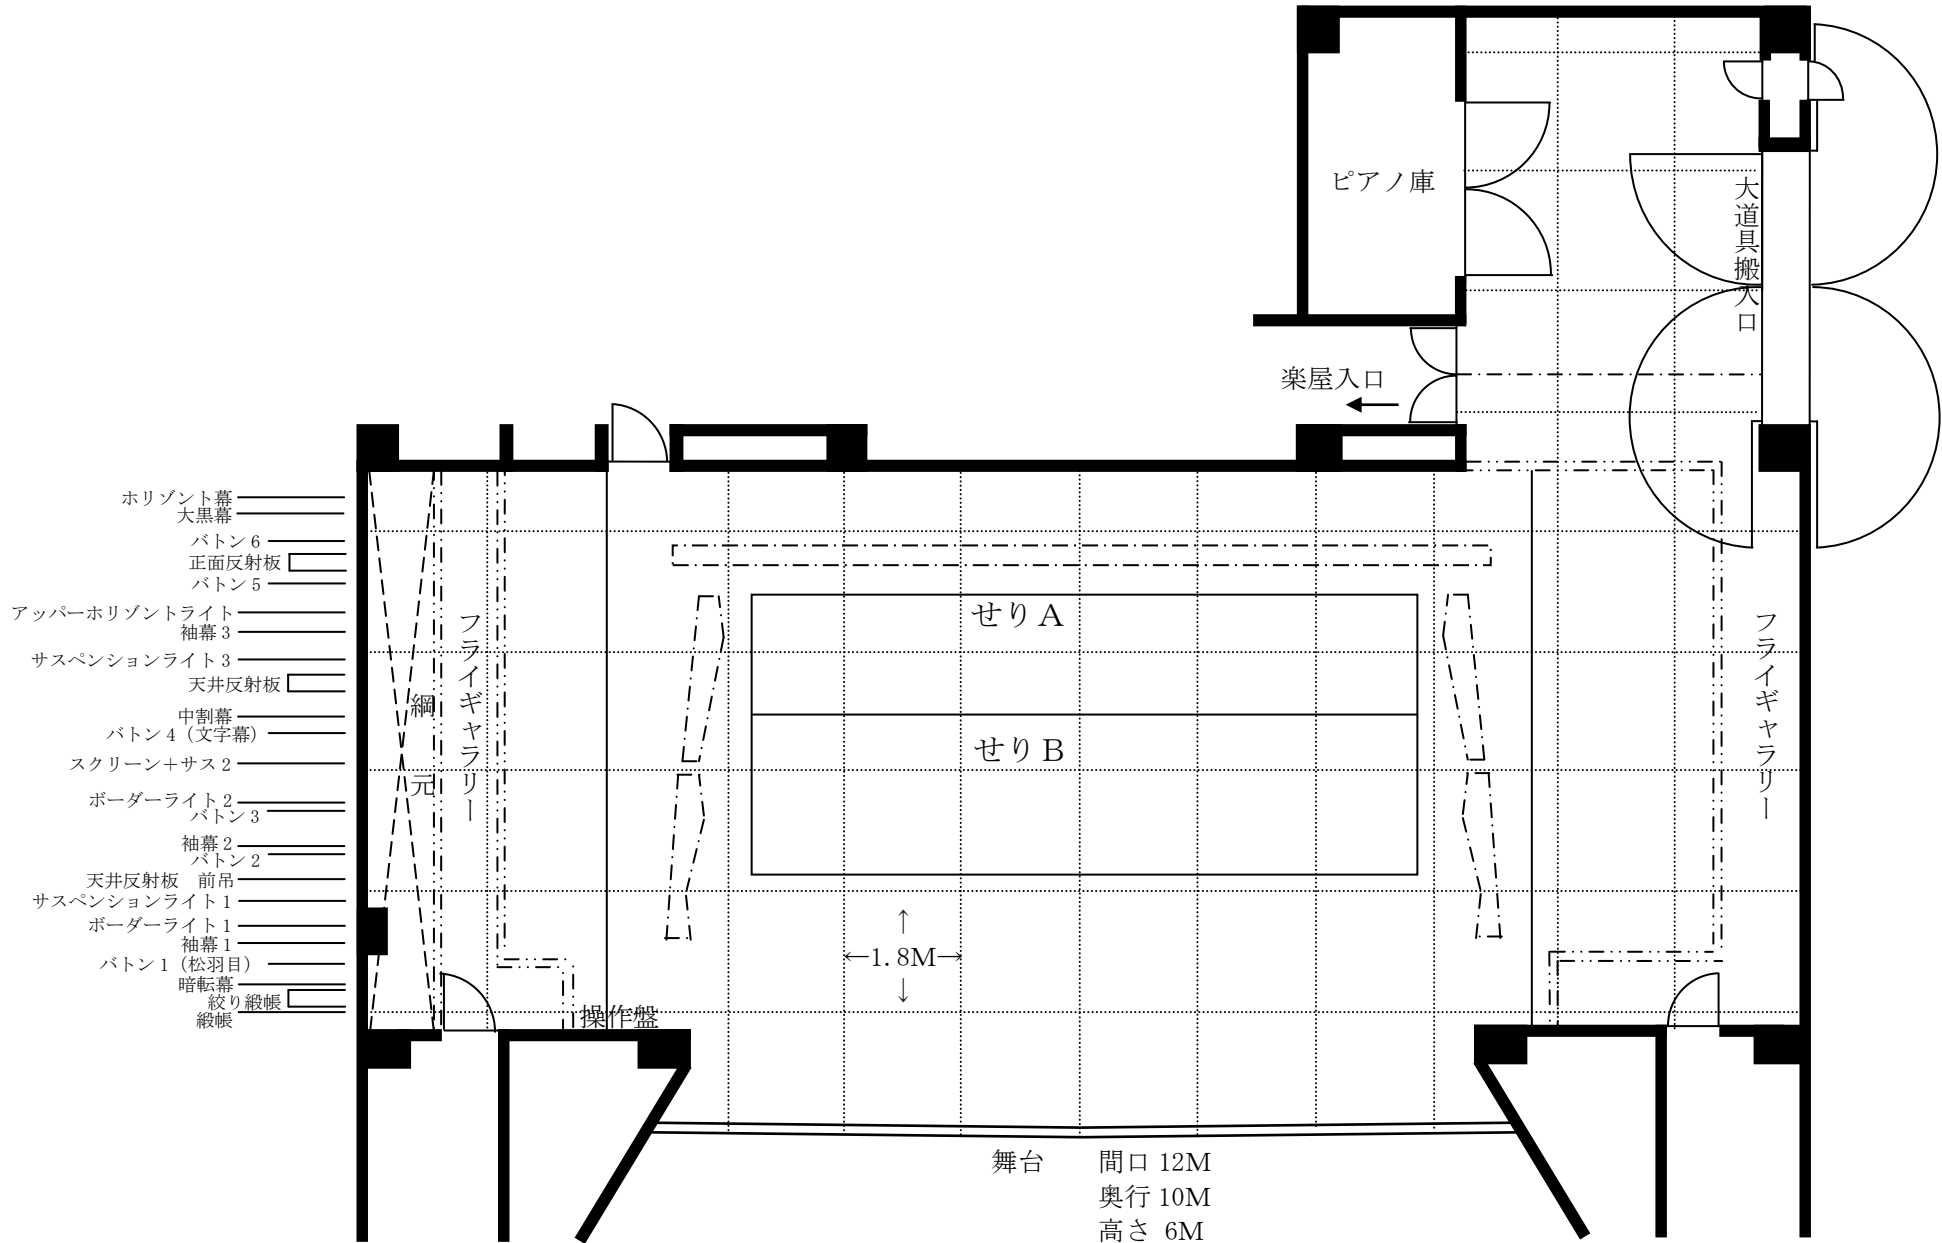 ピアノ庫
大道具搬入口
楽屋入口
ホリゾント幕
大黒幕
バトン 6
正面反射板
バトン 5
アッパーホリゾントライト
袖幕 3
サスペンションライト 3
天井反射板
中割幕
バトン 4（文字幕）
スクリーン＋サス 2
ボーダーライト 2
バトン 3
袖幕 2
バトン 2
天井反射板　前吊
サスペンションライト 1
ボーダーライト 1
袖幕 1
バトン 1（松羽目）
暗転幕
絞り緞帳
緞帳
綱元
フライギャラリー
せりA
せりB
フライギャラリー
↑
←1.8M→
↓
操作盤
舞台　間口 12M
奥行 10M
高さ 6M